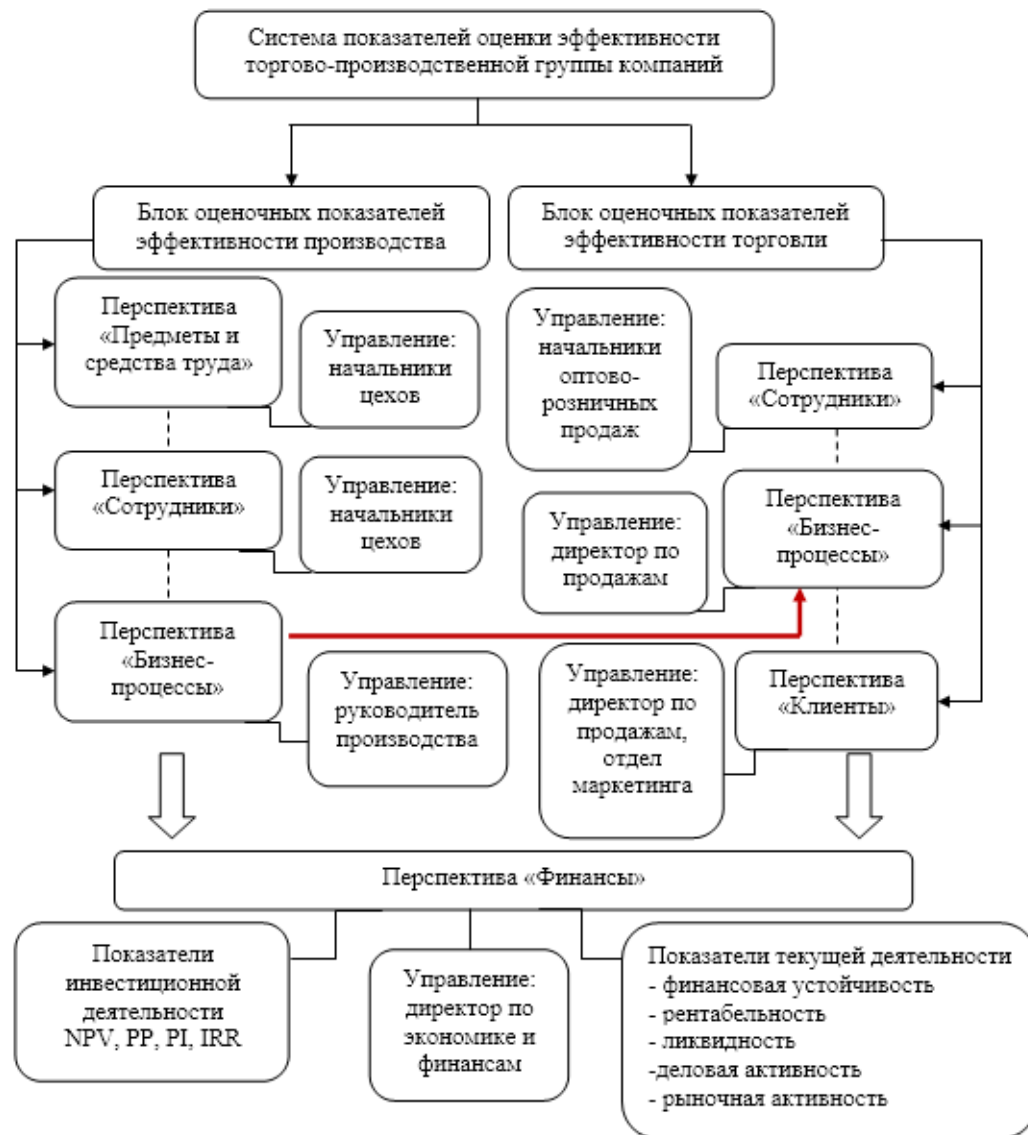 Система показателей оценки эффективности
торгово-производственной группы компаний
Блок оценочных показателей
эффективности производства
Блок оценочных показателей
эффективности торговли
Перспектива
«Предметы и
средства труда»
Управление:
начальники
цехов
Управление:
начальники
оптово-
розничных
продаж
Перспектива
«Сотрудники»
Перспектива
«Сотрудники»
Управление:
начальники
цехов
Управление:
директор по
продажам
Перспектива
«Бизнес-
процессы»
Перспектива
«Бизнес-
процессы»
Управление:
руководитель
производства
Управление:
директор по
продажам,
отдел
маркетинга
Перспектива
«Клиенты»
Перспектива «Финансы»
Показатели
инвестиционной
деятельности
NPV, PP, PI, IRR
Управление:
директор по
экономике и
финансам
Показатели текущей деятельности
- финансовая устойчивость
- рентабельность
- ликвидность
-деловая активность
- рыночная активность